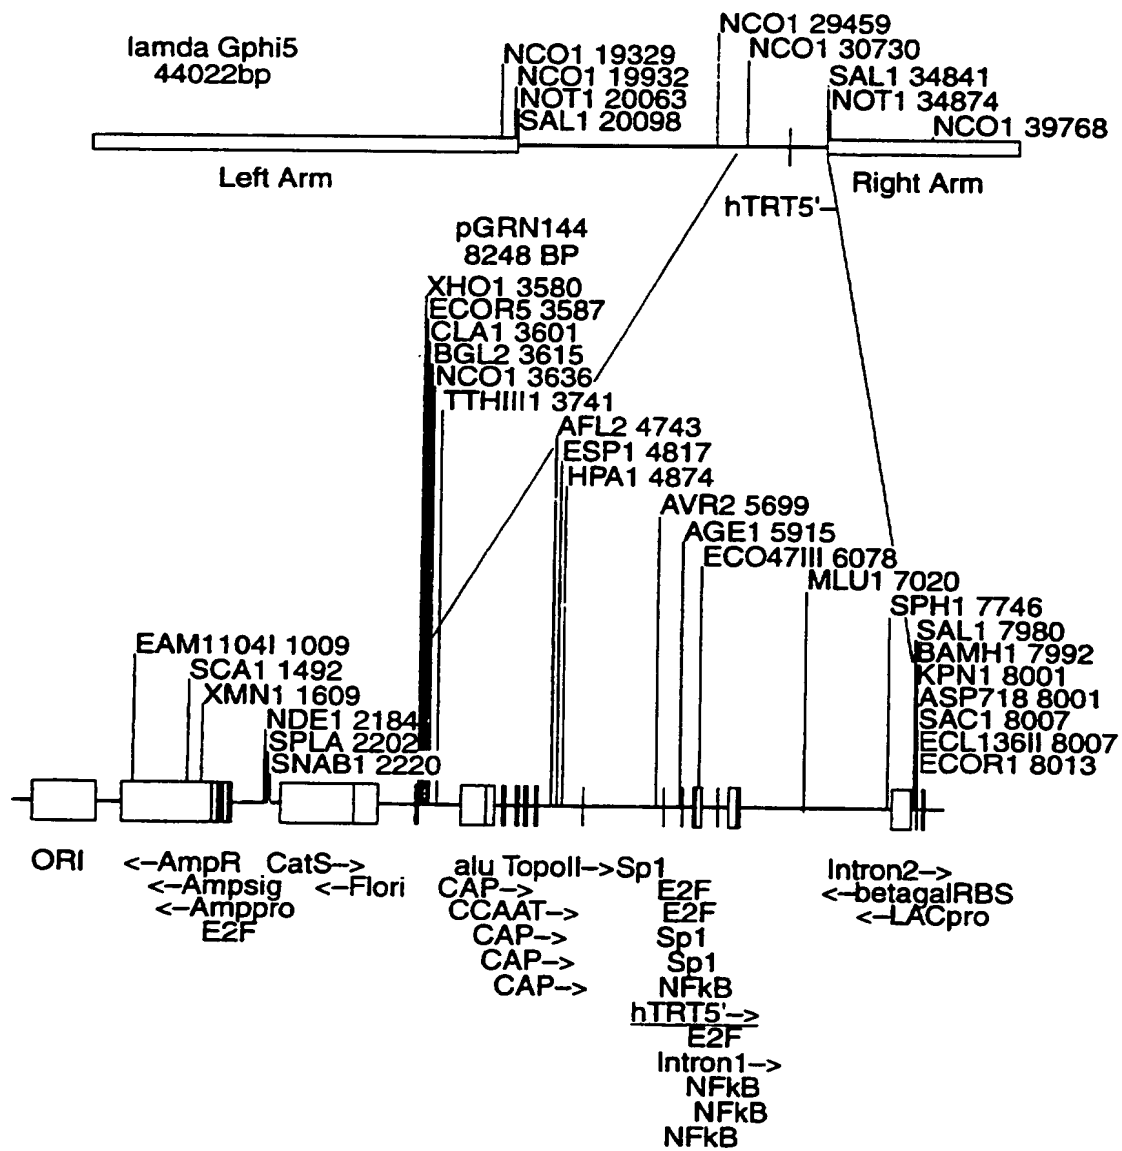 lamda Gphi5
44022bp
NCO1 29459
NCO1 30730
NCO1 19329
NCO1 19932
NOT1 20063
SAL1 20098
SAL1 34841
NOT1 34874
NCO1 39768
Left Arm
Right Arm
hTRT5'–
pGRN144
8248 BP
XHO1 3580
ECOR5 3587
CLA1 3601
BGL2 3615
NCO1 3636
TTHIII1 3741
AFL2 4743
ESP1 4817
HPA1 4874
AVR2 5699
AGE1 5915
ECO47III 6078
MLU1 7020
SPH1 7746
SAL1 7980
BAMH1 7992
KPN1 8001
ASP718 8001
SAC1 8007
ECL136II 8007
ECOR1 8013
EAM1104I 1009
SCA1 1492
XMN1 1609
NDE1 2184
SPLA 2202
SNAB1 2220
ORI
<–AmpR
<–Ampsig
<–Amppro
E2F
CatS–>
<–Flori
alu TopoII–>Sp1
CAP–>
CCAAT–>
CAP–>
CAP–>
CAP–>
E2F
E2F
Sp1
Sp1
NFkB
hTRT5'–>
E2F
Intron1–>
NFkB
NFkB
NFkB
Intron2–>
<–betagalRBS
<–LACpro